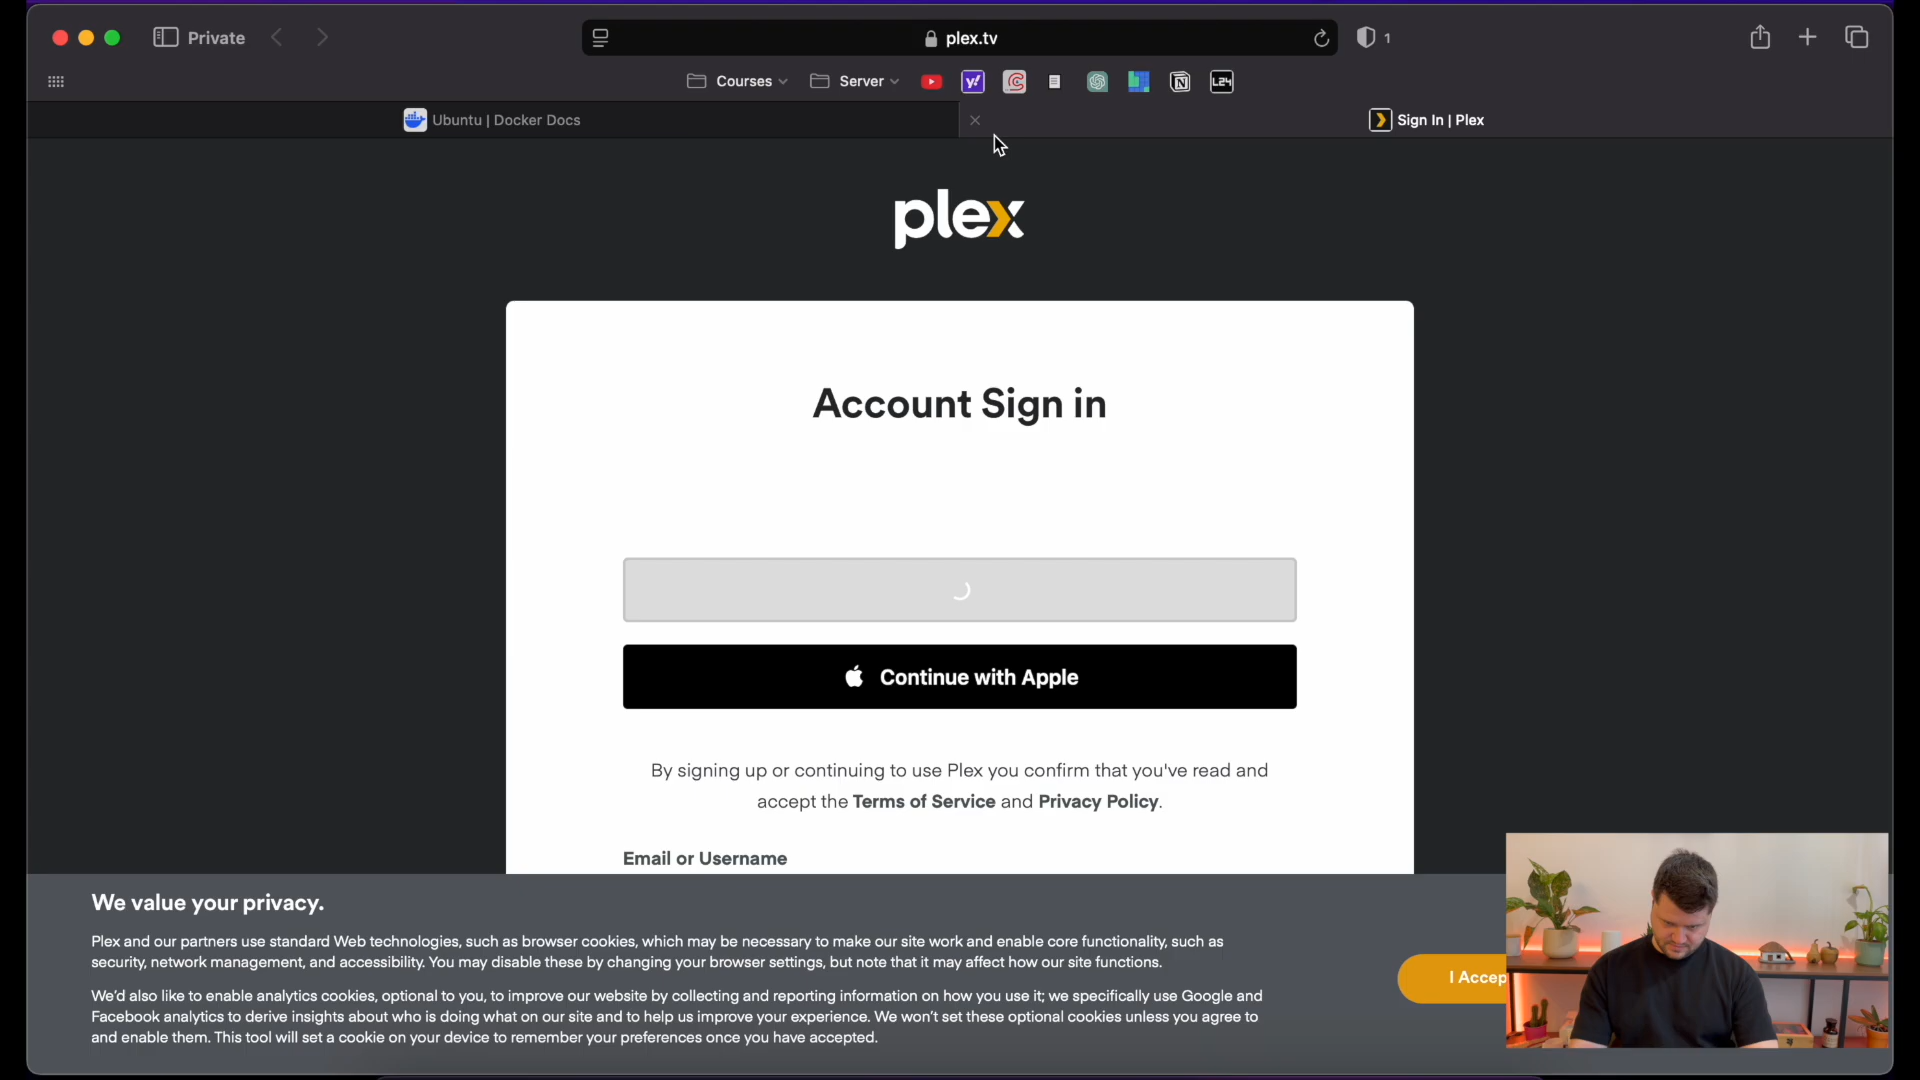 Private
plex.tv
1
Courses
Server
y!
L24
Ubuntu | Docker Docs
Sign In | Plex
plex
Account Sign in
Continue with Apple
By signing up or continuing to use Plex you confirm that you've read and
accept the Terms of Service and Privacy Policy.
Email or Username
We value your privacy.
Plex and our partners use standard Web technologies, such as browser cookies, which may be necessary to make our site work and enable core functionality, such as
security, network management, and accessibility. You may disable these by changing your browser settings, but note that it may affect how our site functions.
We'd also like to enable analytics cookies, optional to you, to improve our website by collecting and reporting information on how you use it; we specifically use Google and
Facebook analytics to derive insights about who is doing what on our site and to help us improve your experience. We won't set these optional cookies unless you agree to
and enable them. This tool will set a cookie on your device to remember your preferences once you have accepted.
I Accep